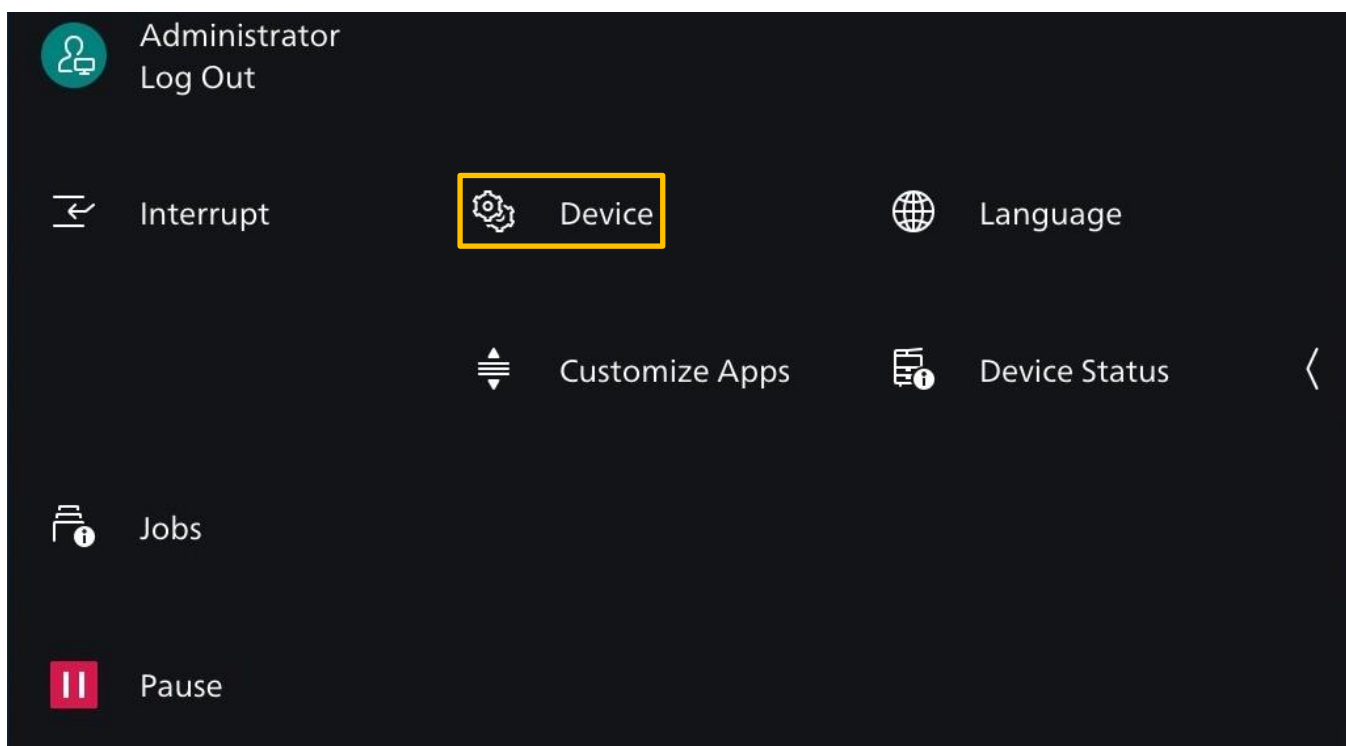 Administrator
Log Out
Interrupt
Device
Language
Customize Apps
Device Status
Jobs
Pause